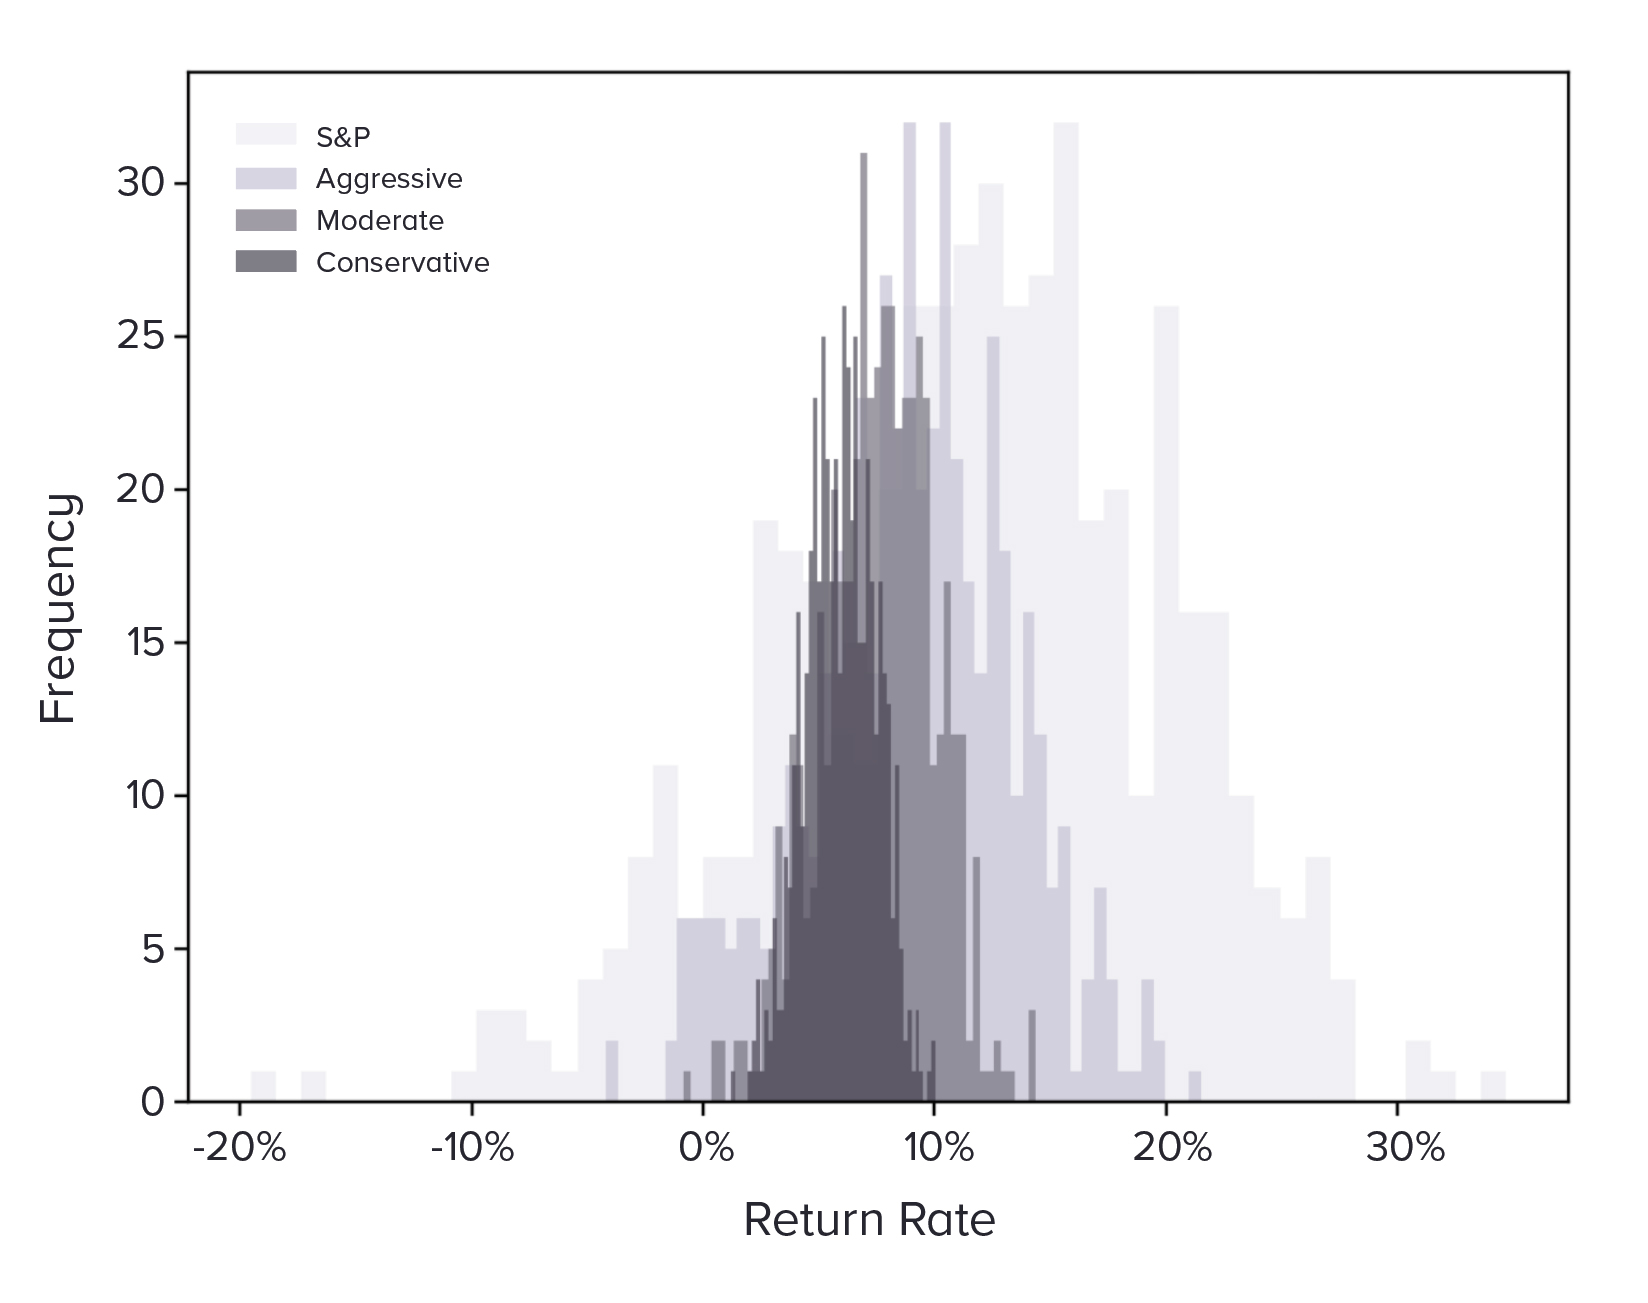 S&P
Aggressive
Moderate
Conservative
30
25
20
15
10
5
0
Frequency
-20% -10% 0% 10% 20% 30%
Return Rate